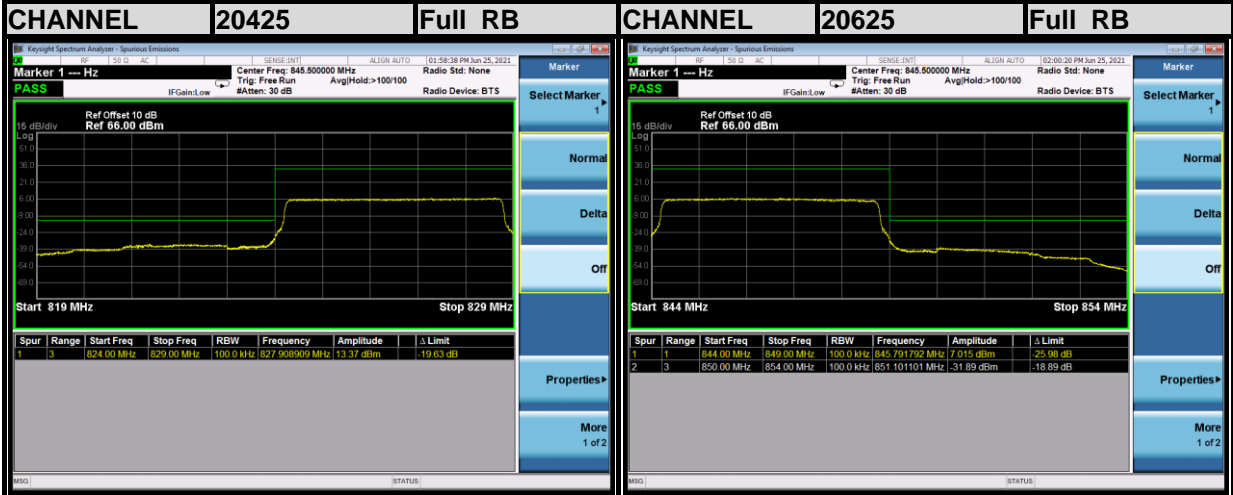 CHANNEL 20425 Full RB CHANNEL 20625 Full RB
Keysight Spectrum Analyzer - Spurious Emissions
RF 50 Ω AC SENSE:INT ALIGN AUTO 01:58:38 PM Jun 25, 2021
Marker 1 --- Hz
Center Freq: 845.500000 MHz Radio Std: None
Trig: Free Run Avg|Hold:>100/100
PASS IFGain:Low #Atten: 30 dB Radio Device: BTS
Ref Offset 10 dB
15 dB/div Ref 66.00 dBm
Log
51.0
36.0
21.0
6.00
-9.00
-24.0
-39.0
-54.0
-69.0
Start 819 MHz Stop 829 MHz
Spur Range Start Freq Stop Freq RBW Frequency Amplitude Δ Limit
1 3 824.00 MHz 829.00 MHz 100.0 kHz 827.908909 MHz 13.37 dBm -19.63 dB
MSG STATUS
Marker
Select Marker
1
Normal
Delta
Off
Properties
More
1 of 2
Keysight Spectrum Analyzer - Spurious Emissions
RF 50 Ω AC SENSE:INT ALIGN AUTO 02:00:20 PM Jun 25, 2021
Marker 1 --- Hz
Center Freq: 845.500000 MHz Radio Std: None
Trig: Free Run Avg|Hold:>100/100
PASS IFGain:Low #Atten: 30 dB Radio Device: BTS
Ref Offset 10 dB
15 dB/div Ref 66.00 dBm
Log
51.0
36.0
21.0
6.00
-9.00
-24.0
-39.0
-54.0
-69.0
Start 844 MHz Stop 854 MHz
Spur Range Start Freq Stop Freq RBW Frequency Amplitude Δ Limit
1 1 844.00 MHz 849.00 MHz 100.0 kHz 845.791792 MHz 7.015 dBm -25.98 dB
2 3 850.00 MHz 854.00 MHz 100.0 kHz 851.101101 MHz -31.89 dBm -18.89 dB
MSG STATUS
Marker
Select Marker
1
Normal
Delta
Off
Properties
More
1 of 2